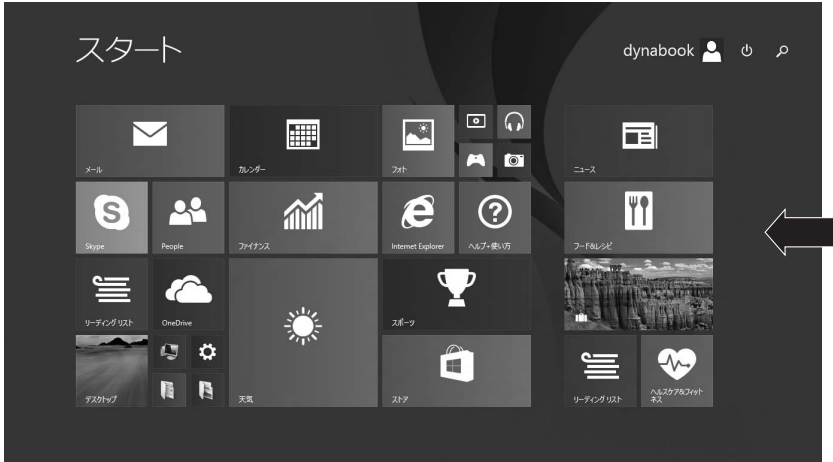 スタート
dynabook
メール
カレンダー
フォト
ニュース
Skype
People
ファイナンス
Internet Explorer
ヘルプ+使い方
フード&レシピ
リーディング リスト
OneDrive
スポーツ
デスクトップ
天気
ストア
リーディング リスト
ヘルスケア&フィット
ネス